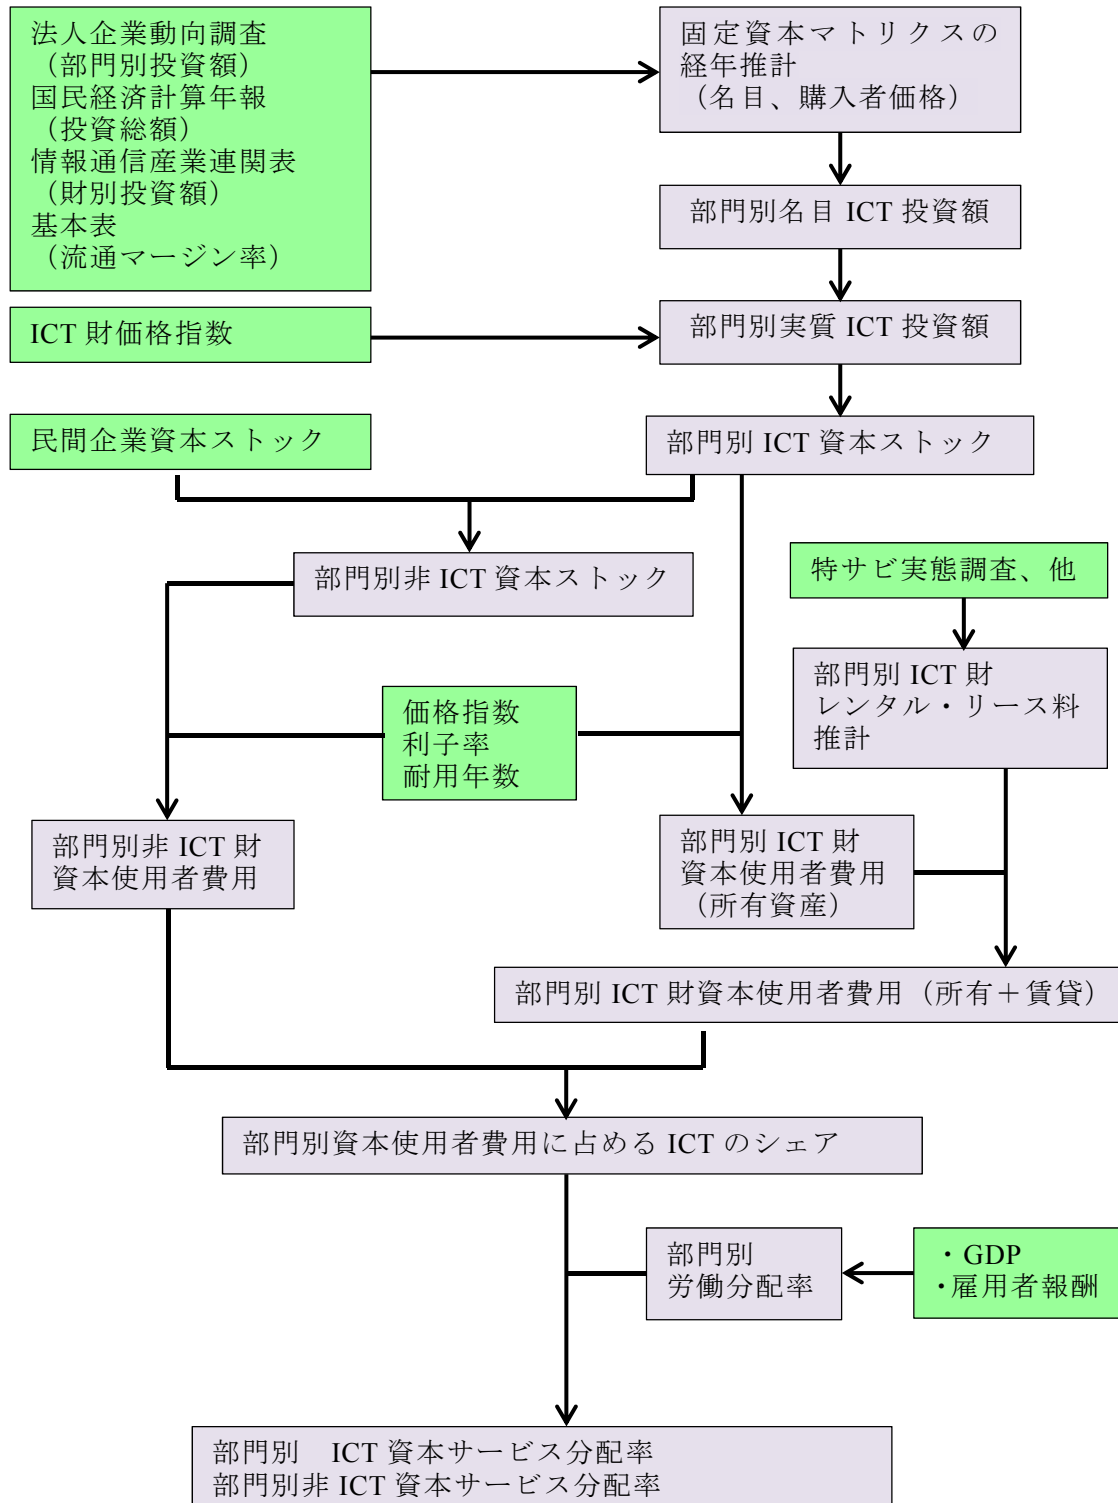 法人企業動向調査
（部門別投資額）
国民経済計算年報
（投資総額）
情報通信産業連関表
（財別投資額）
基本表
（流通マージン率）
固定資本マトリクスの
経年推計
（名目、購入者価格）
部門別名目 ICT 投資額
ICT 財価格指数
部門別実質 ICT 投資額
民間企業資本ストック
部門別 ICT 資本ストック
部門別非 ICT 資本ストック
特サビ実態調査、他
部門別 ICT 財
レンタル・リース料
推計
価格指数
利子率
耐用年数
部門別非 ICT 財
資本使用者費用
部門別 ICT 財
資本使用者費用
（所有資産）
部門別 ICT 財資本使用者費用（所有＋賃貸）
部門別資本使用者費用に占める ICT のシェア
部門別
労働分配率
・GDP
・雇用者報酬
部門別　ICT 資本サービス分配率
部門別非 ICT 資本サービス分配率